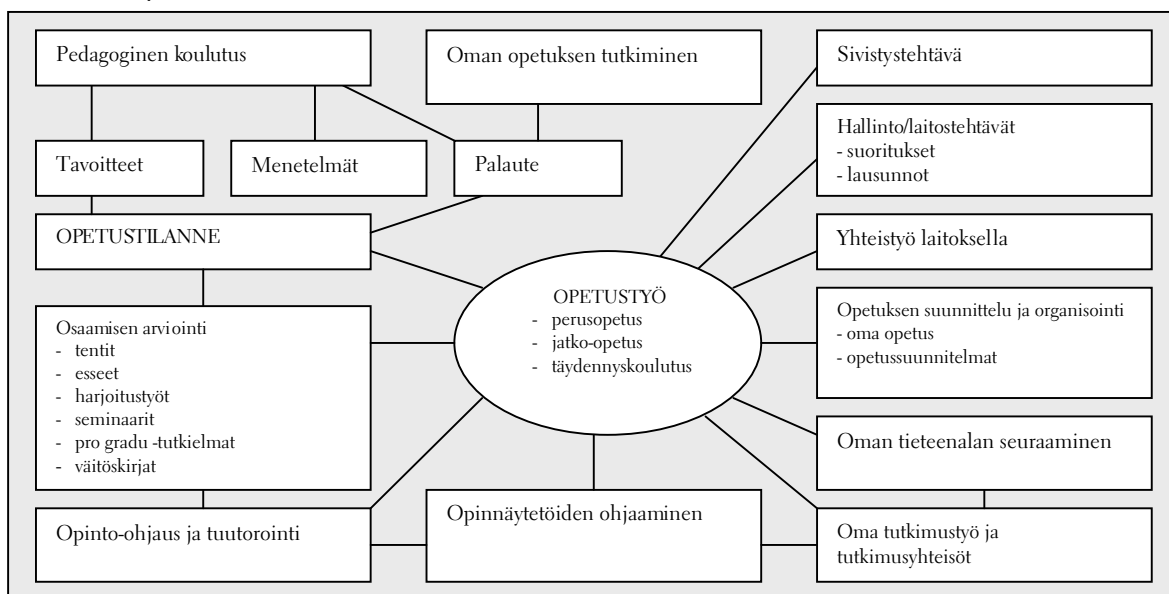 Pedagoginen koulutus
Oman opetuksen tutkiminen
Sivistystehtävä
Hallinto/laitostehtävät
- suoritukset
- lausunnot
Tavoitteet
Menetelmät
Palaute
OPETUSTILANNE
Yhteistyö laitoksella
OPETUSTYÖ
- perusopetus
- jatko-opetus
- täydennyskoulutus
Opetuksen suunnittelu ja organisointi
- oma opetus
- opetussuunnitelmat
Osaamisen arviointi
- tentit
- esseet
- harjoitustyöt
- seminaarit
- pro gradu -tutkielmat
- väitöskirjat
Oman tieteenalan seuraaminen
Opinto-ohjaus ja tuutorointi
Opinnäytetöiden ohjaaminen
Oma tutkimustyö ja
tutkimusyhteisöt